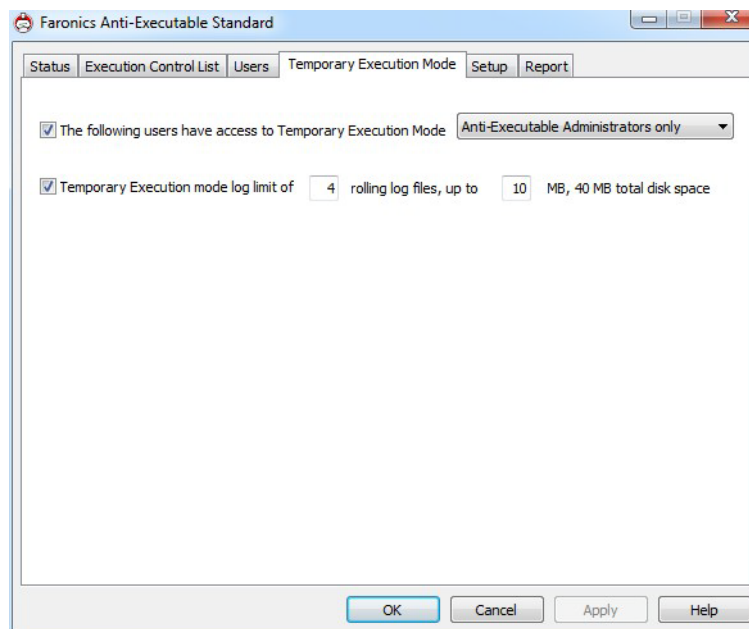 Faronics Anti-Executable Standard
Status Execution Control List Users Temporary Execution Mode Setup Report
The following users have access to Temporary Execution Mode Anti-Executable Administrators only
Temporary Execution mode log limit of 4 rolling log files, up to 10 MB, 40 MB total disk space
OK Cancel Apply Help